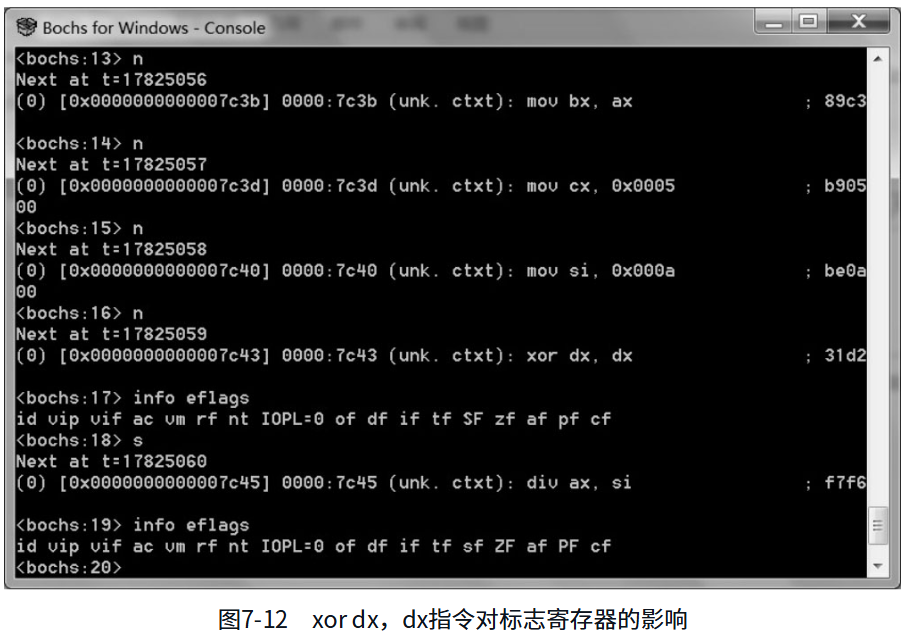 Bochs for Windows - Console
<bochs:13> n
Next at t=17825056
(0) [0x0000000000007c3b] 0000:7c3b (unk. ctxt): mov bx, ax ; 89c3
<bochs:14> n
Next at t=17825057
(0) [0x0000000000007c3d] 0000:7c3d (unk. ctxt): mov cx, 0x0005 ; b905
00
<bochs:15> n
Next at t=17825058
(0) [0x0000000000007c40] 0000:7c40 (unk. ctxt): mov si, 0x000a ; be0a
00
<bochs:16> n
Next at t=17825059
(0) [0x0000000000007c43] 0000:7c43 (unk. ctxt): xor dx, dx ; 31d2
<bochs:17> info eflags
id vip vif ac vm rf nt IOPL=0 of df if tf SF zf af pf cf
<bochs:18> s
Next at t=17825060
(0) [0x0000000000007c45] 0000:7c45 (unk. ctxt): div ax, si ; f7f6
<bochs:19> info eflags
id vip vif ac vm rf nt IOPL=0 of df if tf sf ZF af PF cf
<bochs:20>
图7-12 xor dx，dx指令对标志寄存器的影响